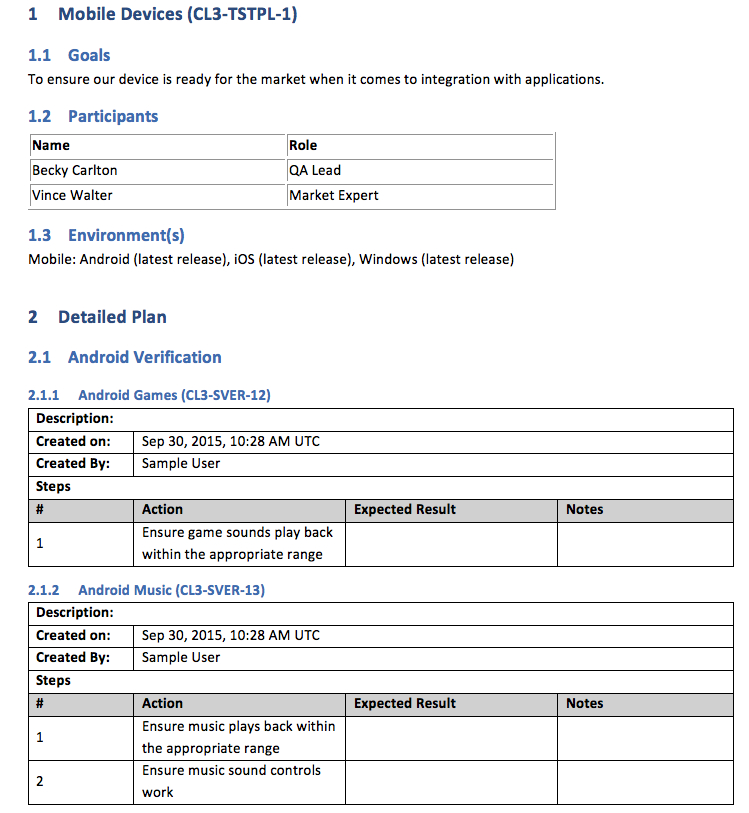 1 Mobile Devices (CL3-TSTPL-1)
1.1 Goals
To ensure our device is ready for the market when it comes to integration with applications.
1.2 Participants
Name Role
Becky Carlton QA Lead
Vince Walter Market Expert
1.3 Environment(s)
Mobile: Android (latest release), iOS (latest release), Windows (latest release)
2 Detailed Plan
2.1 Android Verification
2.1.1 Android Games (CL3-SVER-12)
Description:
Created on: Sep 30, 2015, 10:28 AM UTC
Created By: Sample User
Steps
# Action Expected Result Notes
1 Ensure game sounds play back
within the appropriate range
2.1.2 Android Music (CL3-SVER-13)
Description:
Created on: Sep 30, 2015, 10:28 AM UTC
Created By: Sample User
Steps
# Action Expected Result Notes
1 Ensure music plays back within
the appropriate range
2 Ensure music sound controls
work